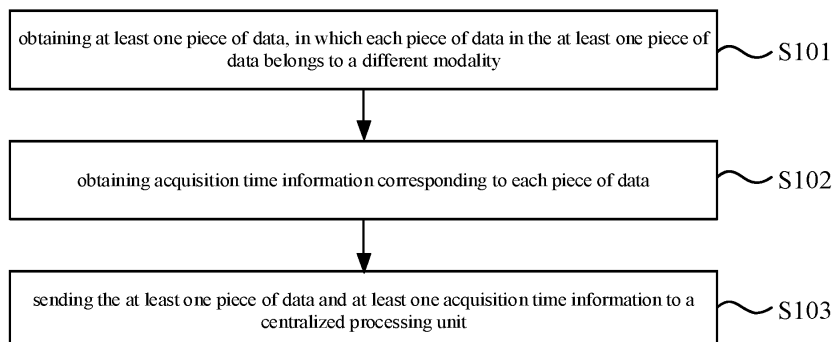 obtaining at least one piece of data, in which each piece of data in the at least one piece of
data belongs to a different modality
S101
obtaining acquisition time information corresponding to each piece of data
S102
sending the at least one piece of data and at least one acquisition time information to a
centralized processing unit
S103